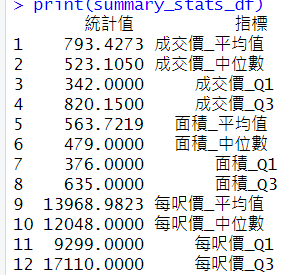 > print(summary_stats_df)
統計值 指標
1 793.4273 成交價_平均值
2 523.1050 成交價_中位數
3 342.0000 成交價_Q1
4 820.1500 成交價_Q3
5 563.7219 面積_平均值
6 479.0000 面積_中位數
7 376.0000 面積_Q1
8 635.0000 面積_Q3
9 13968.9823 每呎價_平均值
10 12048.0000 每呎價_中位數
11 9299.0000 每呎價_Q1
12 17110.0000 每呎價_Q3